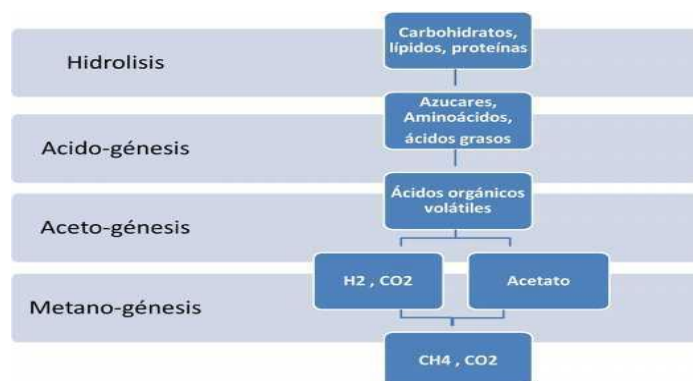 Carbohidratos,
lípidos, proteínas
Hidrolisis
Azucares,
Aminoácidos,
ácidos grasos
Acido-génesis
Ácidos orgánicos
volátiles
Aceto-génesis
H2 , CO2
Acetato
Metano-génesis
CH4 , CO2